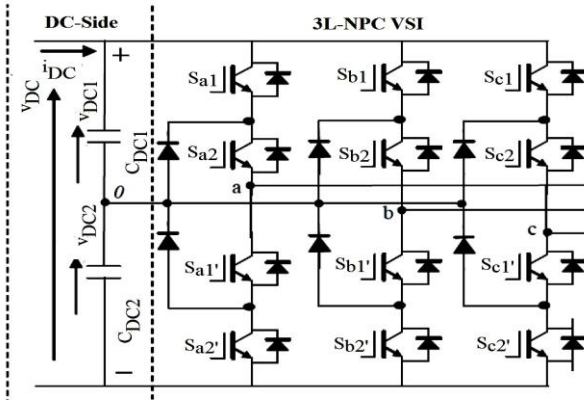 DC-Side
3L-NPC VSI
iDC
+
vDC
vDC1
CDC1
0
vDC2
CDC2
−
Sa1
Sb1
Sc1
Sa2
Sb2
Sc2
a
b
c
Sa1'
Sb1'
Sc1'
Sa2'
Sb2'
Sc2'